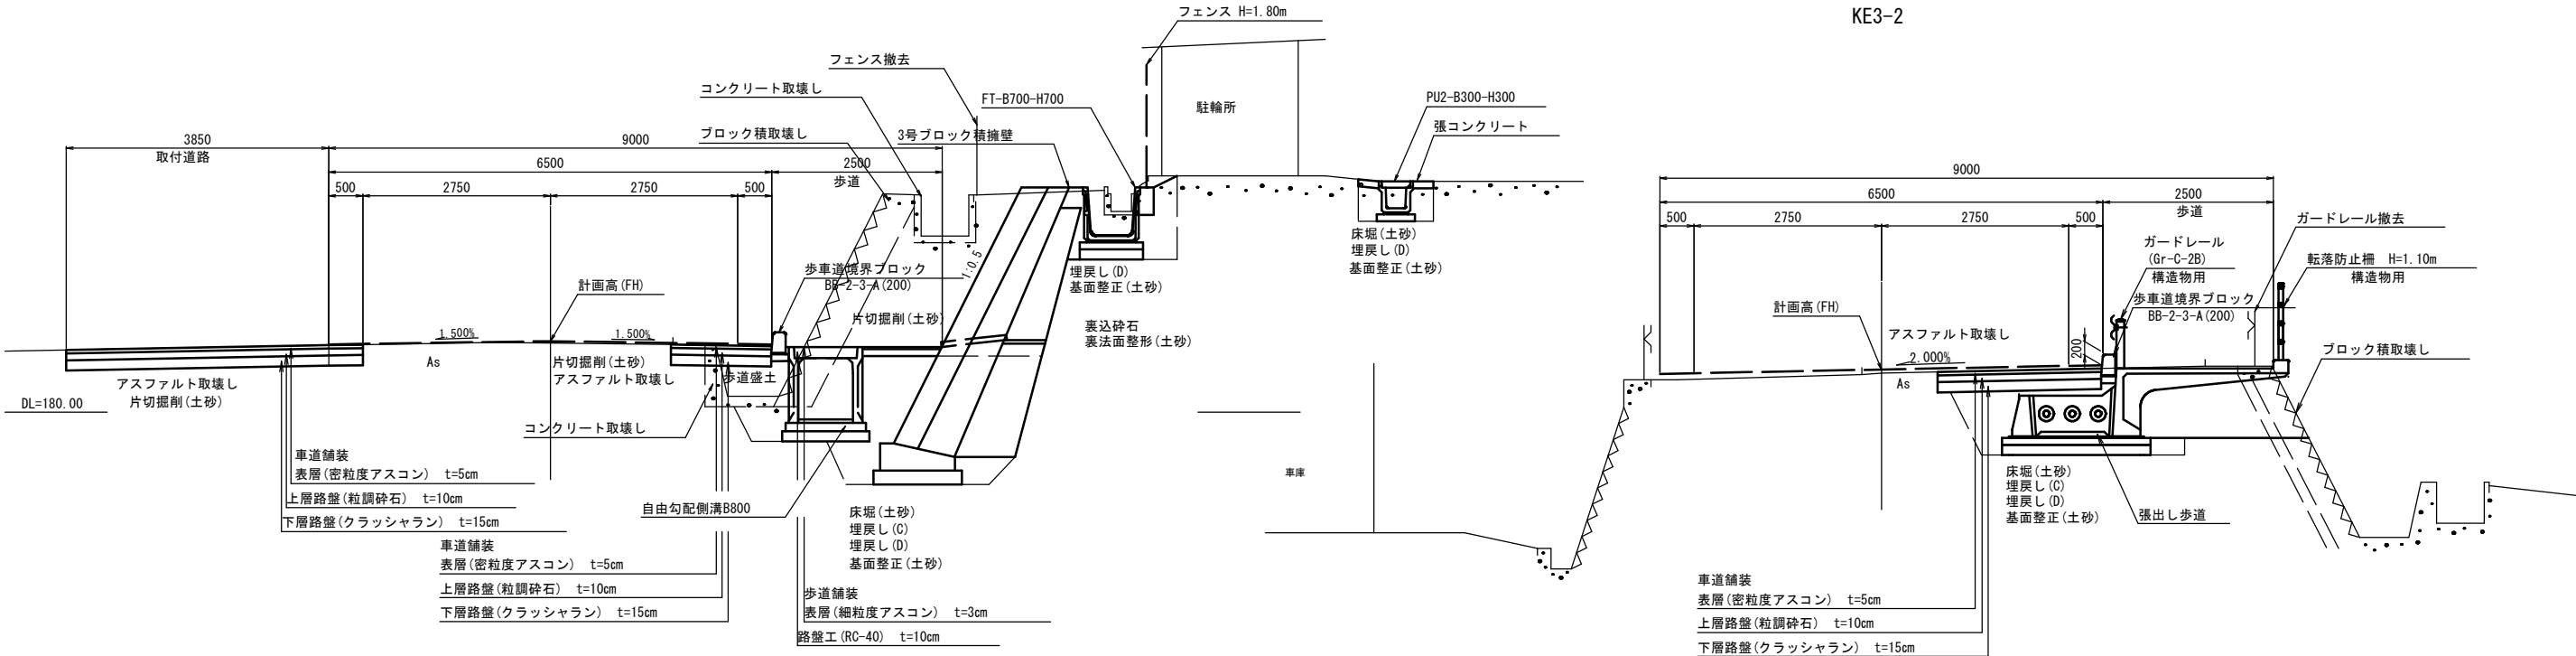 KE3-2
フェンス H=1.80m
フェンス撤去
コンクリート取壊し
FT-B700-H700
駐輪所
PU2-B300-H300
張コンクリート
ブロック積取壊し
3号ブロック積擁壁
3850
取付道路
9000
6500
2500
歩道
500
2750
2750
500
1:0.5
歩車道境界ブロック
BB-2-3-A(200)
計画高(FH)
片切掘削(土砂)
埋戻し(D)
基面整正(土砂)
裏込砕石
裏法面整形(土砂)
床堀(土砂)
埋戻し(D)
基面整正(土砂)
1.500%
1.500%
As
片切掘削(土砂)
アスファルト取壊し
歩道盛土
アスファルト取壊し
片切掘削(土砂)
DL=180.00
コンクリート取壊し
車道舗装
表層(密粒度アスコン) t=5cm
上層路盤(粒調砕石) t=10cm
下層路盤(クラッシャラン) t=15cm
自由勾配側溝B800
床堀(土砂)
埋戻し(C)
埋戻し(D)
基面整正(土砂)
車道舗装
表層(密粒度アスコン) t=5cm
上層路盤(粒調砕石) t=10cm
下層路盤(クラッシャラン) t=15cm
歩道舗装
表層(細粒度アスコン) t=3cm
路盤工(RC-40) t=10cm
車庫
9000
6500
2500
歩道
500
2750
2750
500
ガードレール撤去
ガードレール
(Gr-C-2B)
構造物用
転落防止柵 H=1.10m
構造物用
歩車道境界ブロック
BB-2-3-A(200)
計画高(FH)
アスファルト取壊し
200
2.000%
As
ブロック積取壊し
床堀(土砂)
埋戻し(C)
埋戻し(D)
基面整正(土砂)
張出し歩道
車道舗装
表層(密粒度アスコン) t=5cm
上層路盤(粒調砕石) t=10cm
下層路盤(クラッシャラン) t=15cm